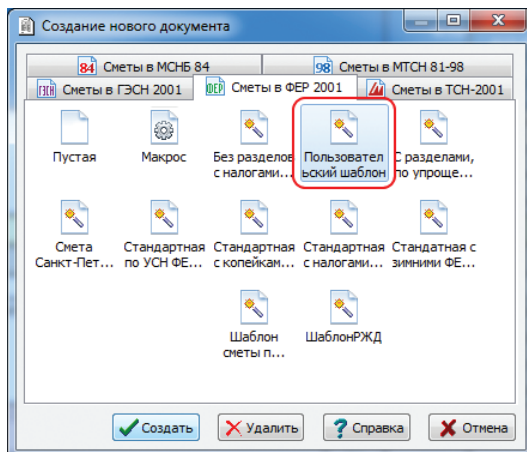 Создание нового документа
84 Сметы в МСНБ 84
98 Сметы в МТСН 81-98
ГЭСН Сметы в ГЭСН 2001
ФЕР Сметы в ФЕР 2001
Сметы в ТСН-2001
Пустая
Макрос
Без разделов
с налогами...
Пользовател
ьский шаблон
С разделами,
по упроще...
Смета
Санкт-Пет...
Стандартная
по УСН ФЕ...
Стандартная
с копейкам...
Стандартная
с налогами...
Стандатная с
зимними ФЕ...
Шаблон
сметы п...
ШаблонРЖД
Создать
Удалить
? Справка
Отмена